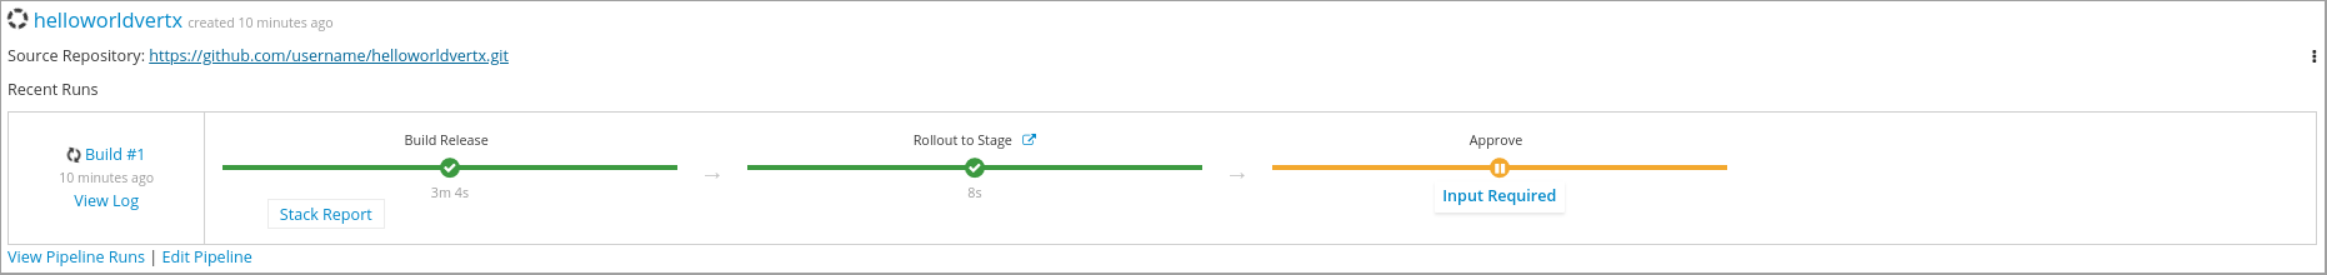 helloworldvertx created 10 minutes ago
Source Repository: https://github.com/username/helloworldvertx.git
Recent Runs
Build #1
10 minutes ago
View Log
Build Release
3m 4s
Stack Report
Rollout to Stage
8s
Approve
Input Required
View Pipeline Runs | Edit Pipeline